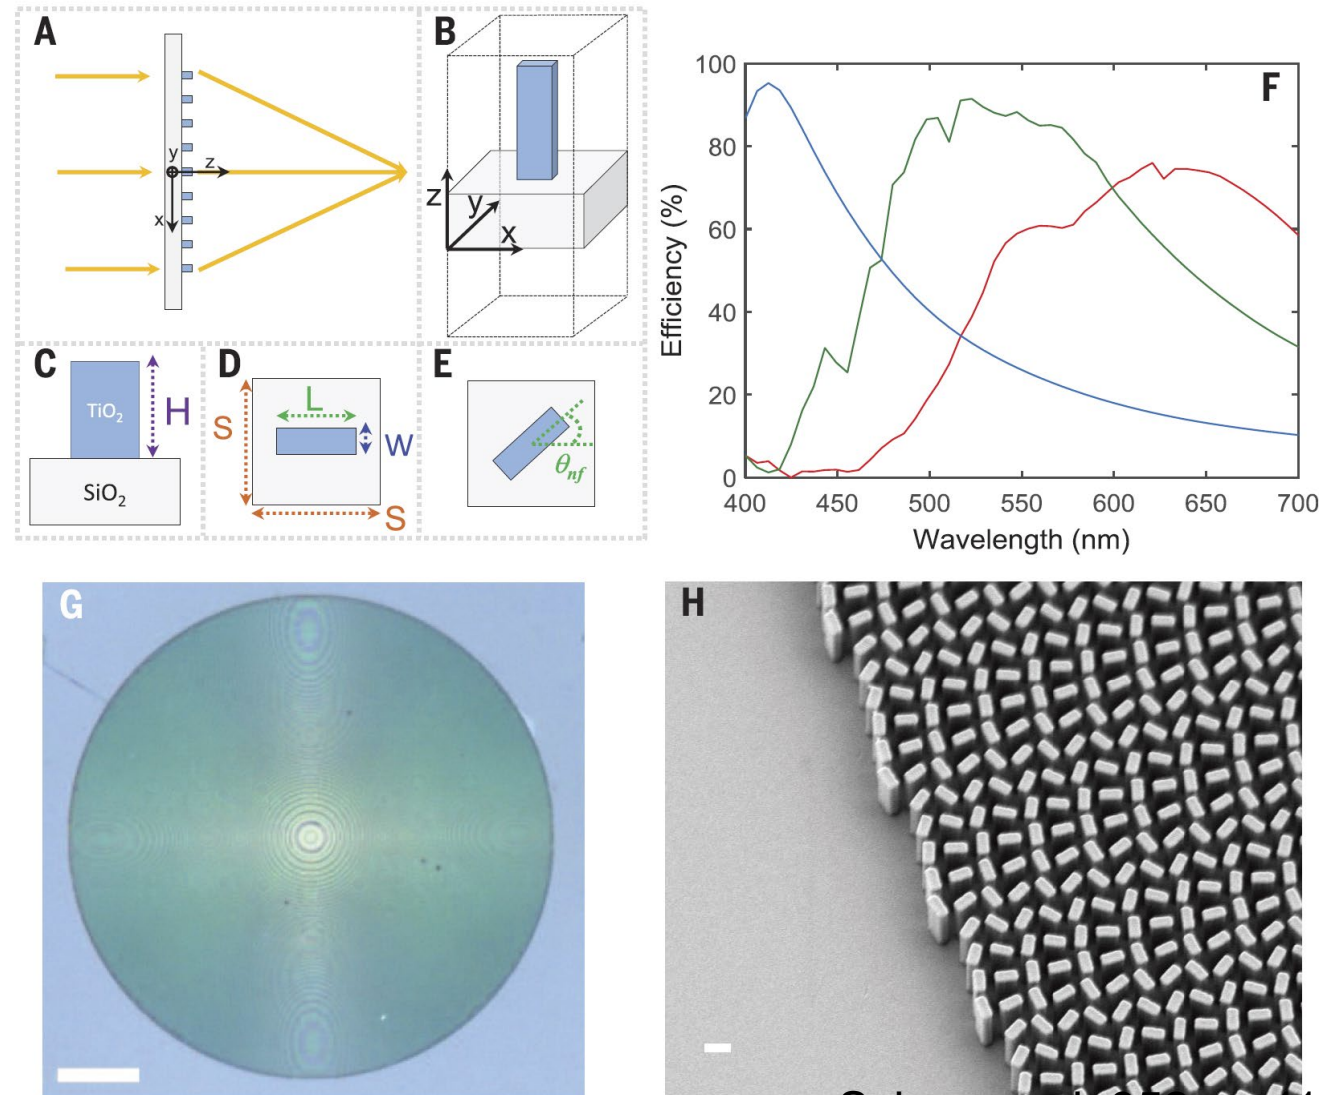 A
B
F
y
z
x
z
y
x
C
D
E
TiO₂
H
SiO₂
L
S
W
S
θnf
100
80
60
40
20
0
Efficiency (%)
400 450 500 550 600 650 700
Wavelength (nm)
G
H